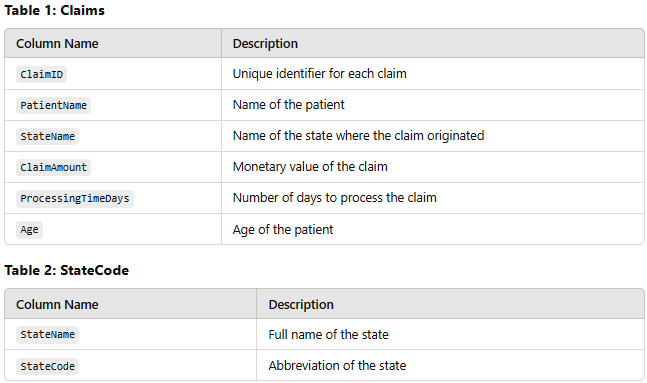 Table 1: Claims
Column Name Description
ClaimID Unique identifier for each claim
PatientName Name of the patient
StateName Name of the state where the claim originated
ClaimAmount Monetary value of the claim
ProcessingTimeDays Number of days to process the claim
Age Age of the patient
Table 2: StateCode
Column Name Description
StateName Full name of the state
StateCode Abbreviation of the state